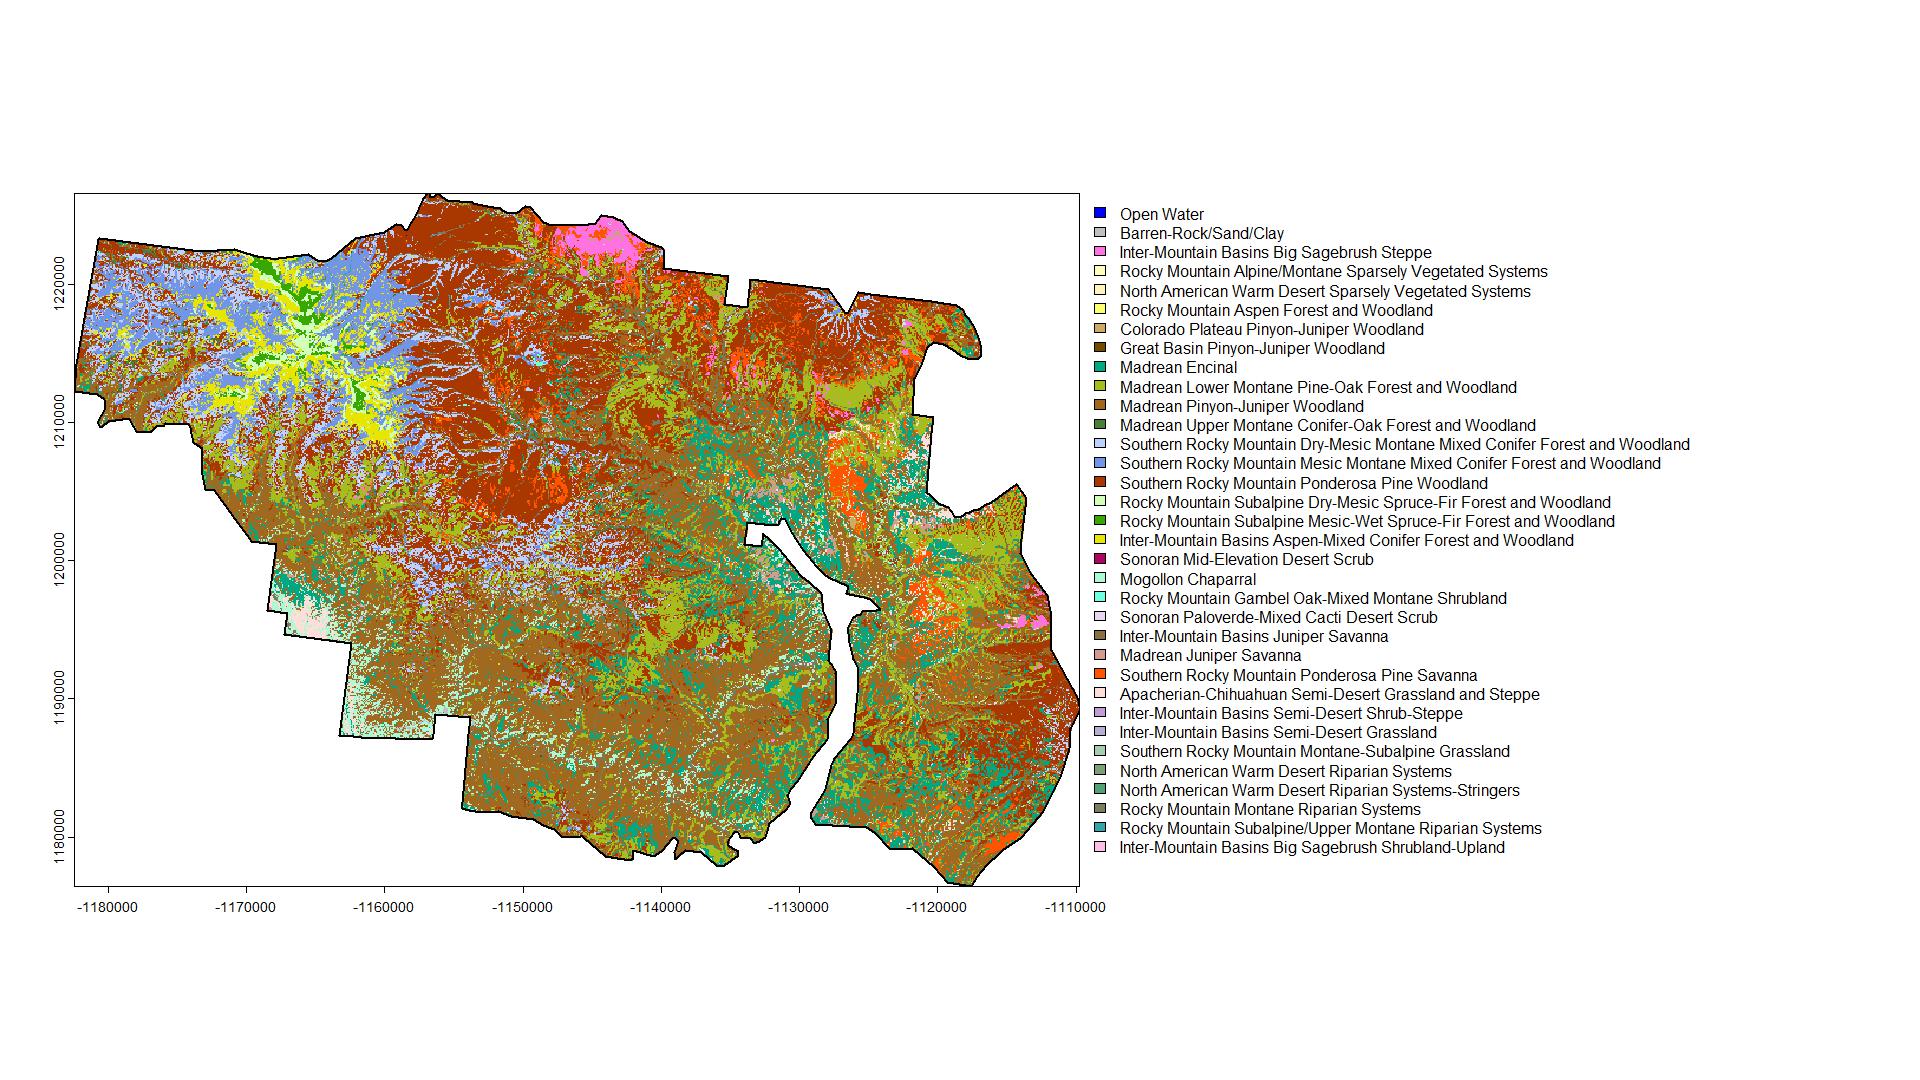 1220000
1210000
1200000
1190000
1180000
-1180000
-1170000
-1160000
-1150000
-1140000
-1130000
-1120000
-1110000
Open Water
Barren-Rock/Sand/Clay
Inter-Mountain Basins Big Sagebrush Steppe
Rocky Mountain Alpine/Montane Sparsely Vegetated Systems
North American Warm Desert Sparsely Vegetated Systems
Rocky Mountain Aspen Forest and Woodland
Colorado Plateau Pinyon-Juniper Woodland
Great Basin Pinyon-Juniper Woodland
Madrean Encinal
Madrean Lower Montane Pine-Oak Forest and Woodland
Madrean Pinyon-Juniper Woodland
Madrean Upper Montane Conifer-Oak Forest and Woodland
Southern Rocky Mountain Dry-Mesic Montane Mixed Conifer Forest and Woodland
Southern Rocky Mountain Mesic Montane Mixed Conifer Forest and Woodland
Southern Rocky Mountain Ponderosa Pine Woodland
Rocky Mountain Subalpine Dry-Mesic Spruce-Fir Forest and Woodland
Rocky Mountain Subalpine Mesic-Wet Spruce-Fir Forest and Woodland
Inter-Mountain Basins Aspen-Mixed Conifer Forest and Woodland
Sonoran Mid-Elevation Desert Scrub
Mogollon Chaparral
Rocky Mountain Gambel Oak-Mixed Montane Shrubland
Sonoran Paloverde-Mixed Cacti Desert Scrub
Inter-Mountain Basins Juniper Savanna
Madrean Juniper Savanna
Southern Rocky Mountain Ponderosa Pine Savanna
Apacherian-Chihuahuan Semi-Desert Grassland and Steppe
Inter-Mountain Basins Semi-Desert Shrub-Steppe
Inter-Mountain Basins Semi-Desert Grassland
Southern Rocky Mountain Montane-Subalpine Grassland
North American Warm Desert Riparian Systems
North American Warm Desert Riparian Systems-Stringers
Rocky Mountain Montane Riparian Systems
Rocky Mountain Subalpine/Upper Montane Riparian Systems
Inter-Mountain Basins Big Sagebrush Shrubland-Upland